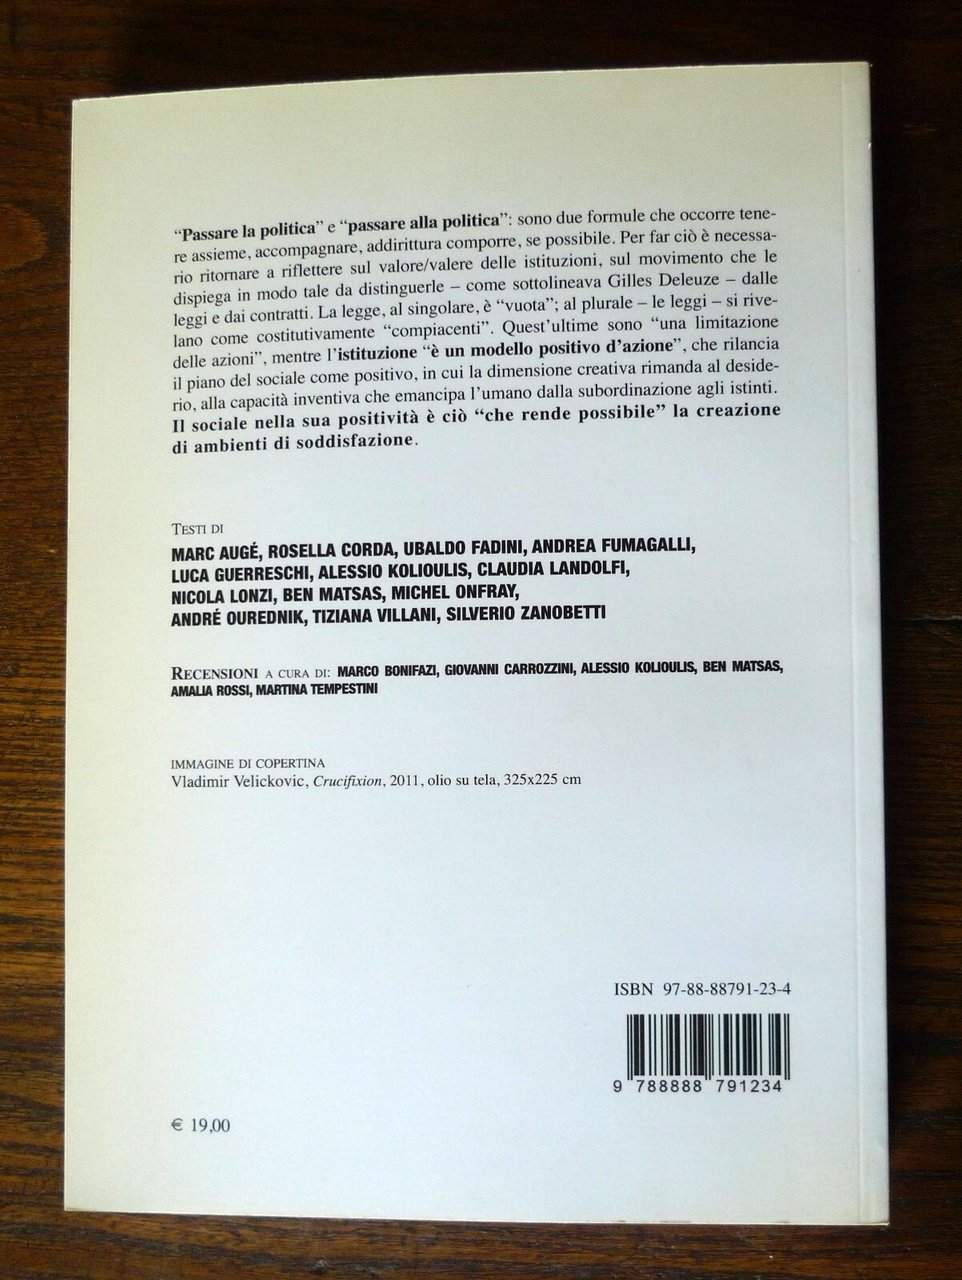 “Passare la politica” e “passare alla politica”: sono due formule che occorre tene-
re assieme, accompagnare, addirittura comporre, se possibile. Per far ciò è necessa-
rio ritornare a riflettere sul valore/valere delle istituzioni, sul movimento che le
dispiega in modo tale da distinguerle – come sottolineava Gilles Deleuze – dalle
leggi e dai contratti. La legge, al singolare, è “vuota”; al plurale – le leggi – si rive-
lano come costitutivamente “compiacenti”. Quest’ultime sono “una limitazione
delle azioni”, mentre l’istituzione “è un modello positivo d’azione”, che rilancia
il piano del sociale come positivo, in cui la dimensione creativa rimanda al deside-
rio, alla capacità inventiva che emancipa l’umano dalla subordinazione agli istinti.
Il sociale nella sua positività è ciò “che rende possibile” la creazione
di ambienti di soddisfazione.
TESTI DI
MARC AUGÉ, ROSELLA CORDA, UBALDO FADINI, ANDREA FUMAGALLI,
LUCA GUERRESCHI, ALESSIO KOLIOULIS, CLAUDIA LANDOLFI,
NICOLA LONZI, BEN MATSAS, MICHEL ONFRAY,
ANDRÉ OUREDNIK, TIZIANA VILLANI, SILVERIO ZANOBETTI
RECENSIONI A CURA DI: MARCO BONIFAZI, GIOVANNI CARROZZINI, ALESSIO KOLIOULIS, BEN MATSAS,
AMALIA ROSSI, MARTINA TEMPESTINI
IMMAGINE DI COPERTINA
Vladimir Velickovic, Crucifixion, 2011, olio su tela, 325x225 cm
ISBN 97-88-88791-23-4
9 788888 791234
€ 19,00